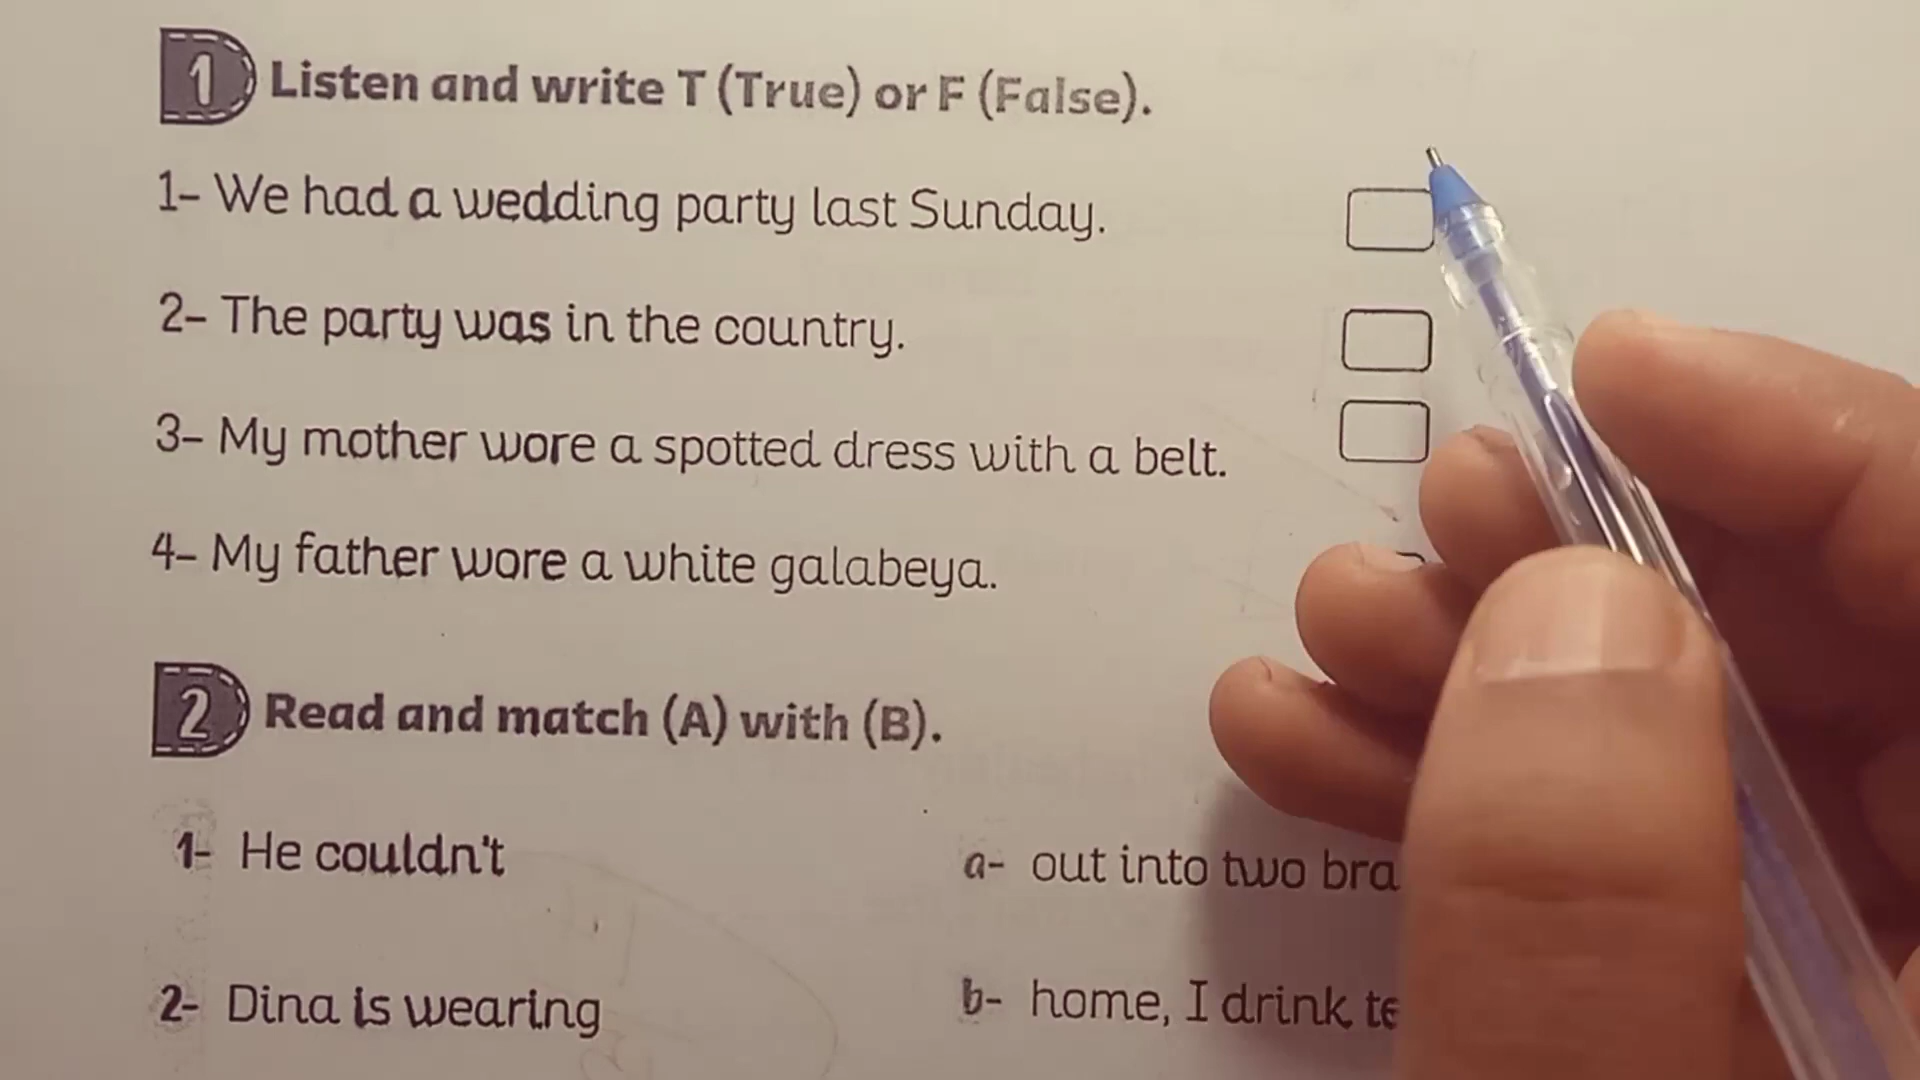 1 Listen and write T (True) or F (False).
1- We had a wedding party last Sunday.
2- The party was in the country.
3- My mother wore a spotted dress with a belt.
4- My father wore a white galabeya.
2 Read and match (A) with (B).
1- He couldn't
a- out into two
2- Dina is wearing
b- home, I drink